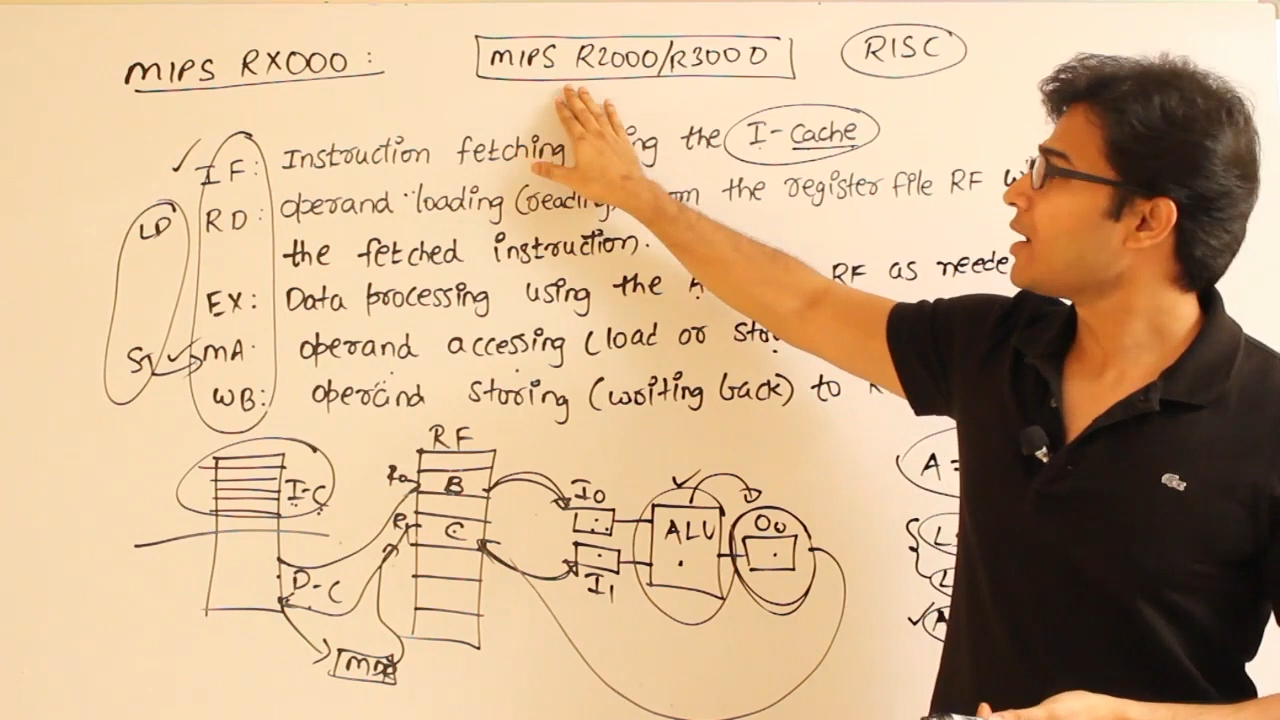 MIPS RX000 :
MIPS R2000/R3000
RISC
IF: Instruction fetching the I-cache
RD: operand loading (reading) the register file RF
the fetched instruction.
EX: Data processing using the RF as
MA. operand accessing (load or
WB: operand storing (writing back) to
LD
ST
RF
I-C
D-C
B
C
I0
I1
ALU
O0
A =